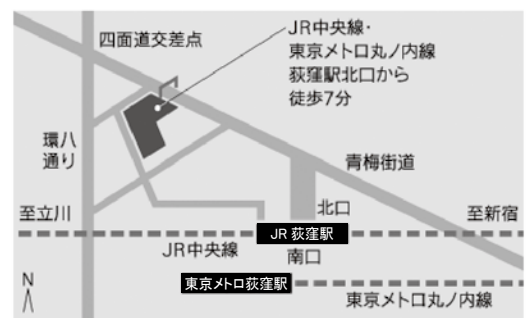 四面道交差点
JR中央線・
東京メトロ丸ノ内線
荻窪駅北口から
徒歩7分
環八
通り
青梅街道
至立川
北口
至新宿
JR 荻窪駅
JR中央線
南口
東京メトロ荻窪駅
東京メトロ丸ノ内線
N